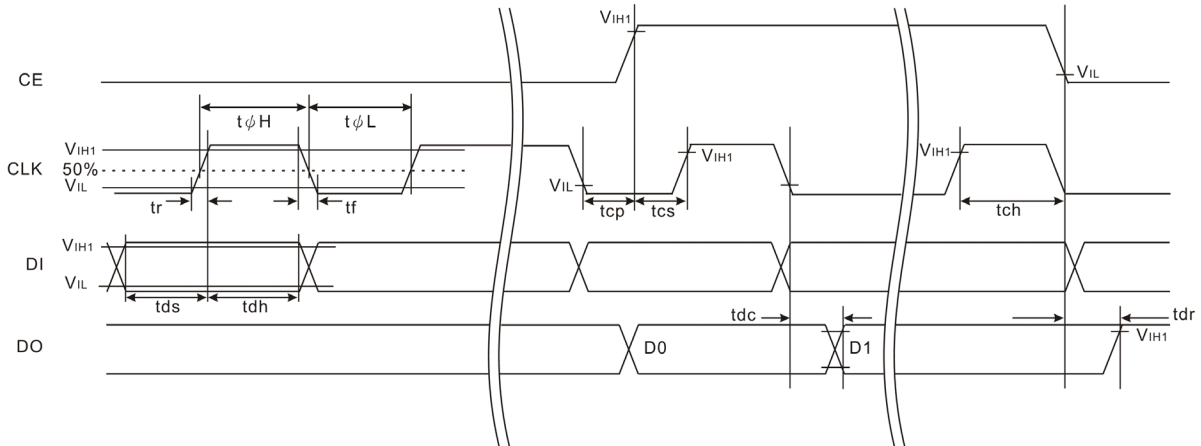 VIH1
CE
VIL
tφH
tφL
VIH1
CLK
50%
VIL
tr
tf
VIL
VIH1
VIH1
tcp
tcs
tch
VIH1
DI
VIL
tds
tdh
tdc
tdr
DO
D0
D1
VIH1